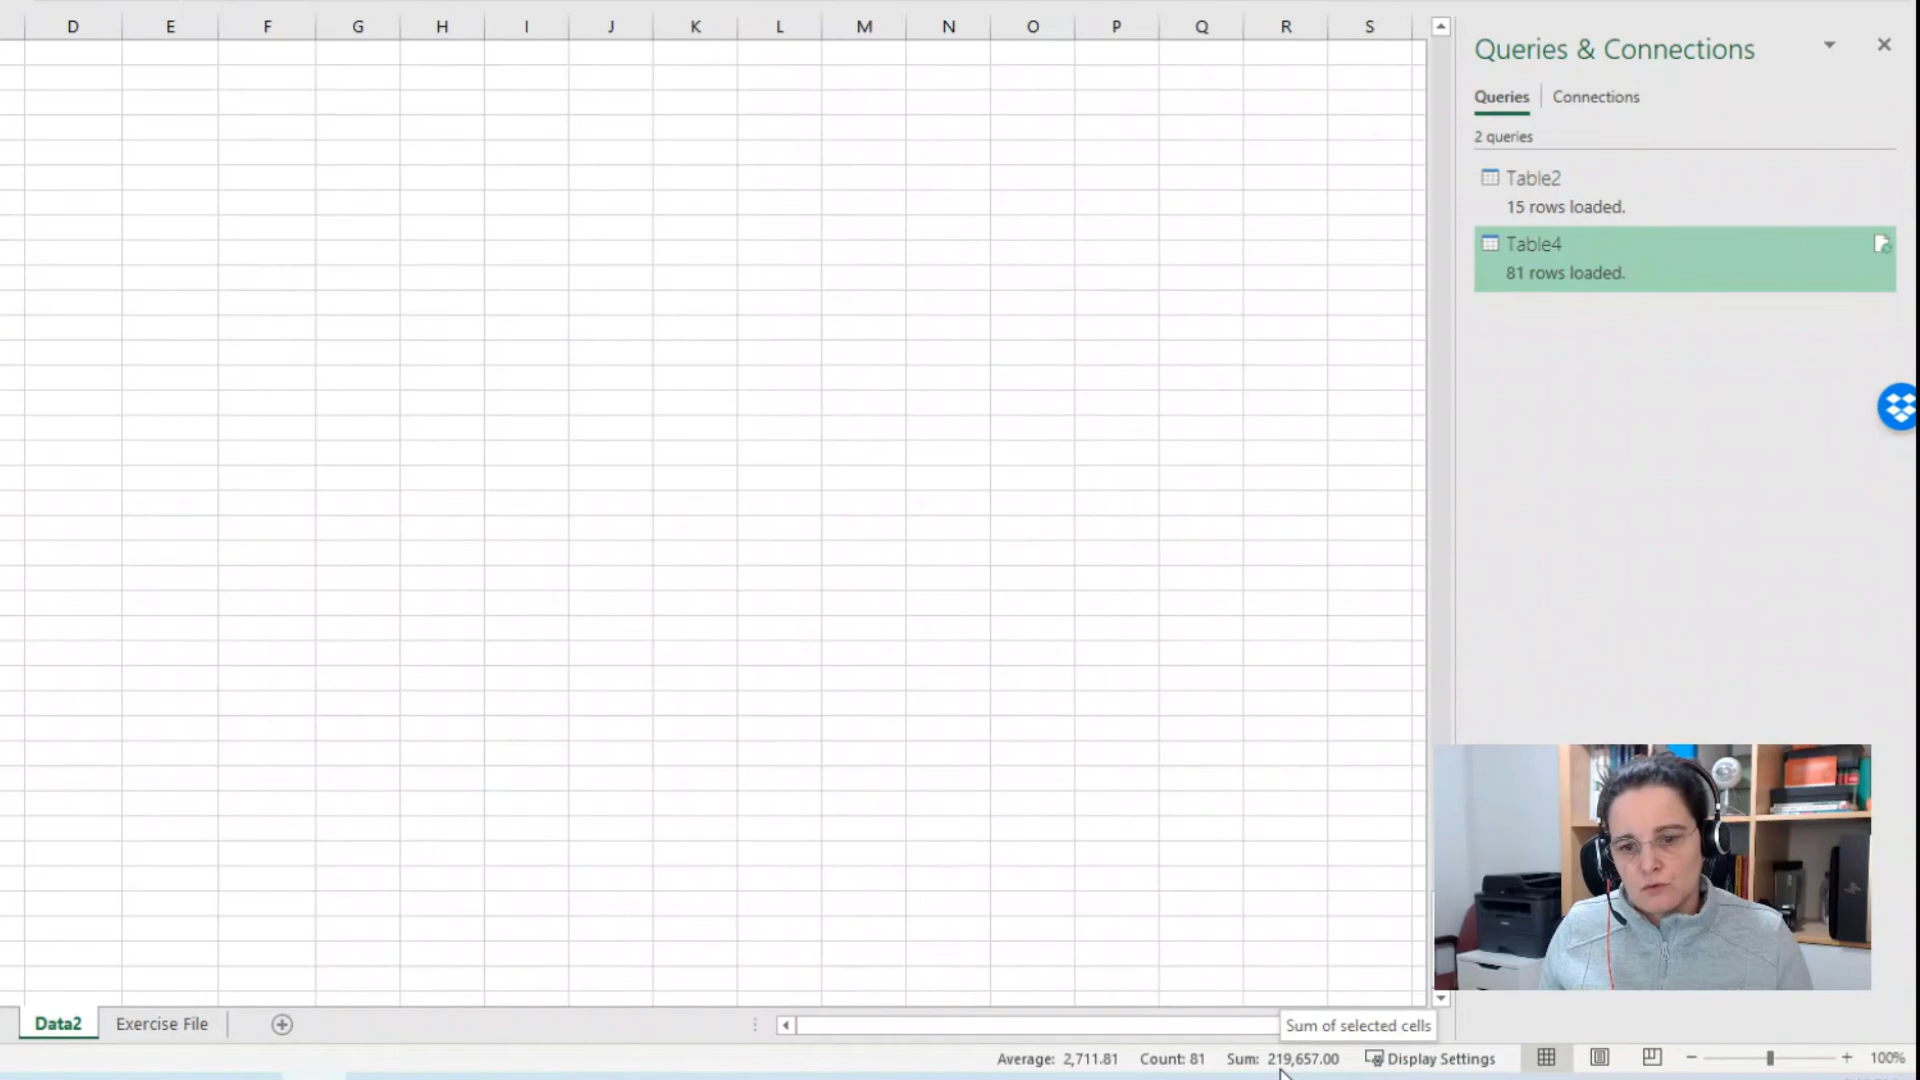 D E F G H I J K L M N O P Q R S
Queries & Connections
Queries Connections
2 queries
Table2
15 rows loaded.
Table4
81 rows loaded.
Data2 Exercise File
Sum of selected cells
Average: 2,711.81 Count: 81 Sum: 219,657.00 Display Settings 100%